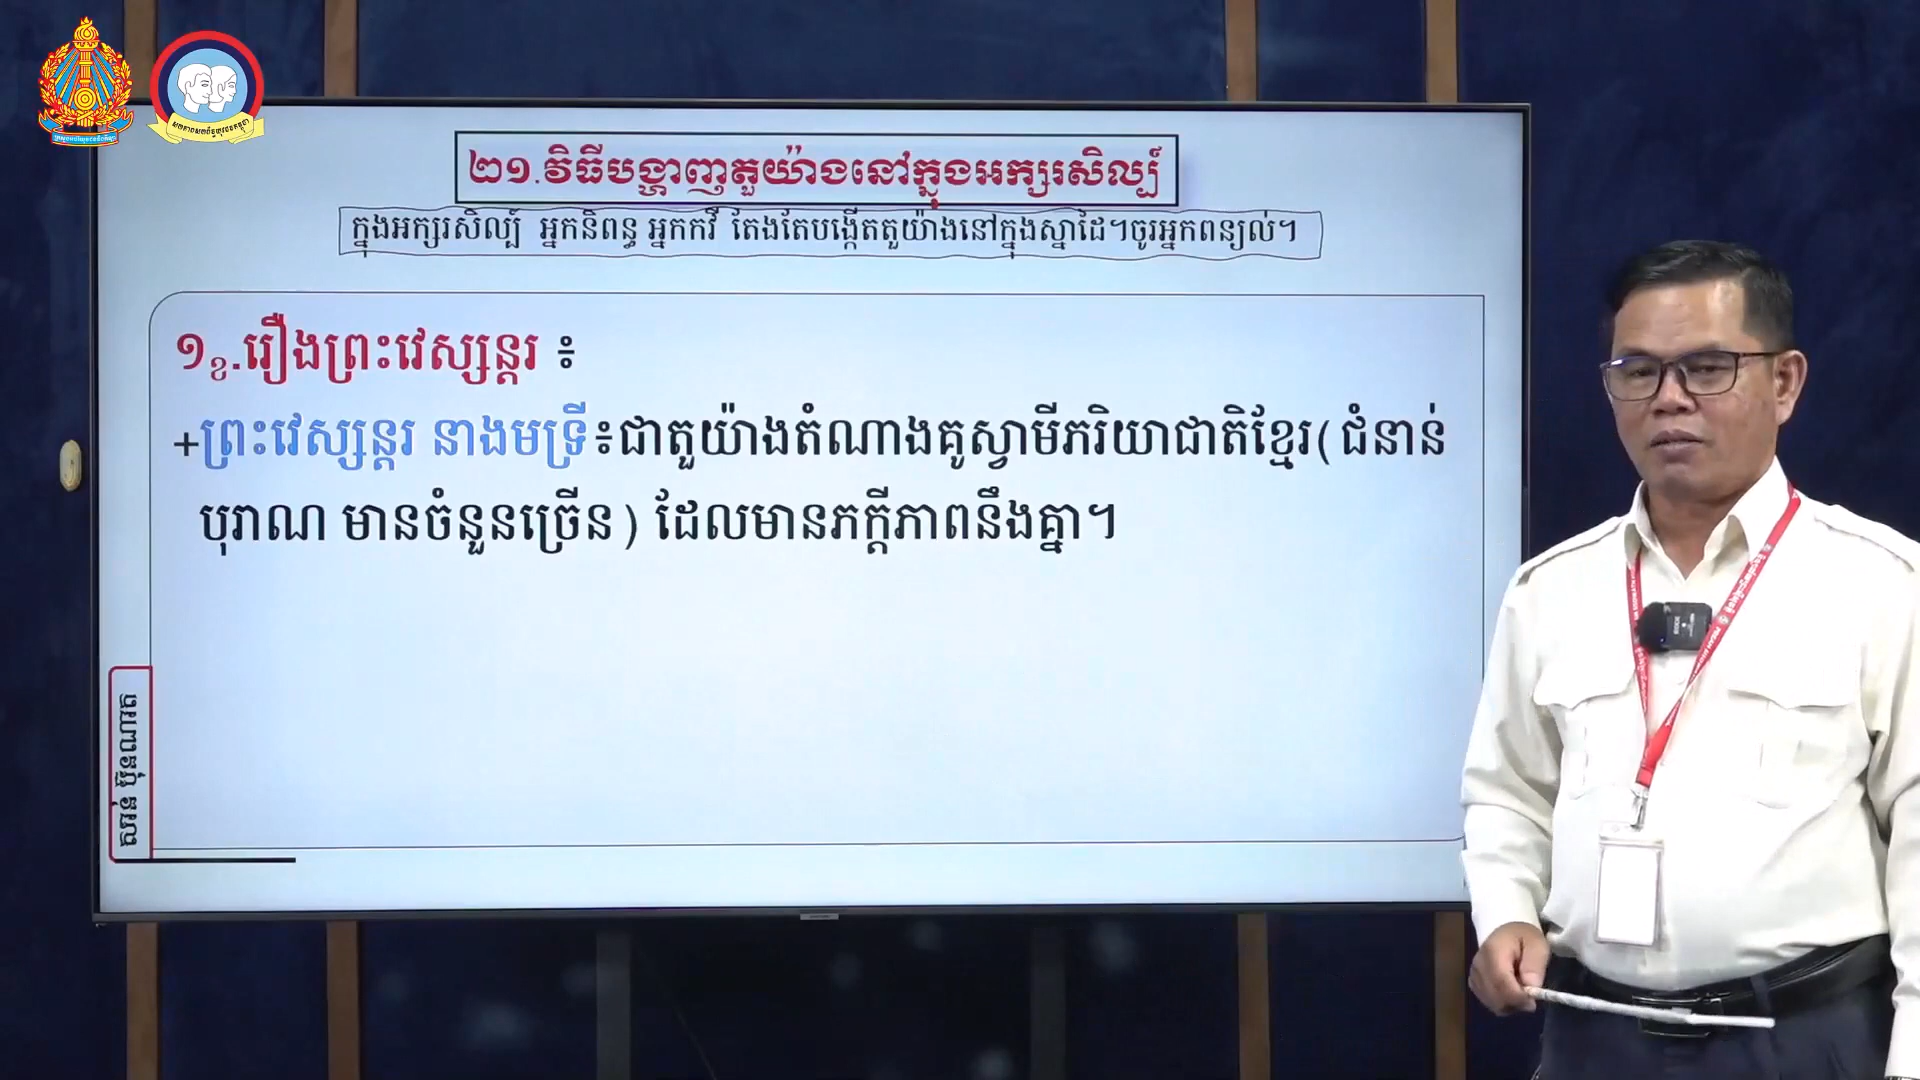 ២១.វិធីបង្ហាញតួយ៉ាងនៅក្នុងអក្សរសិល្ប៍
ក្នុងអក្សរសិល្ប៍ អ្នកនិពន្ធ អ្នកកវី តែងតែបង្កើតតួយ៉ាងនៅក្នុងស្នាដៃ។ចូរអ្នកពន្យល់។
១ខ.រឿងព្រះវេស្សន្តរ ៖
+ព្រះវេស្សន្តរ នាងមទ្រី៖ជាតួយ៉ាងតំណាងគូស្វាមីភរិយាជាតិខ្មែរ(ជំនាន់
បុរាណ មានចំនួនច្រើន) ដែលមានភក្ដីភាពនឹងគ្នា។